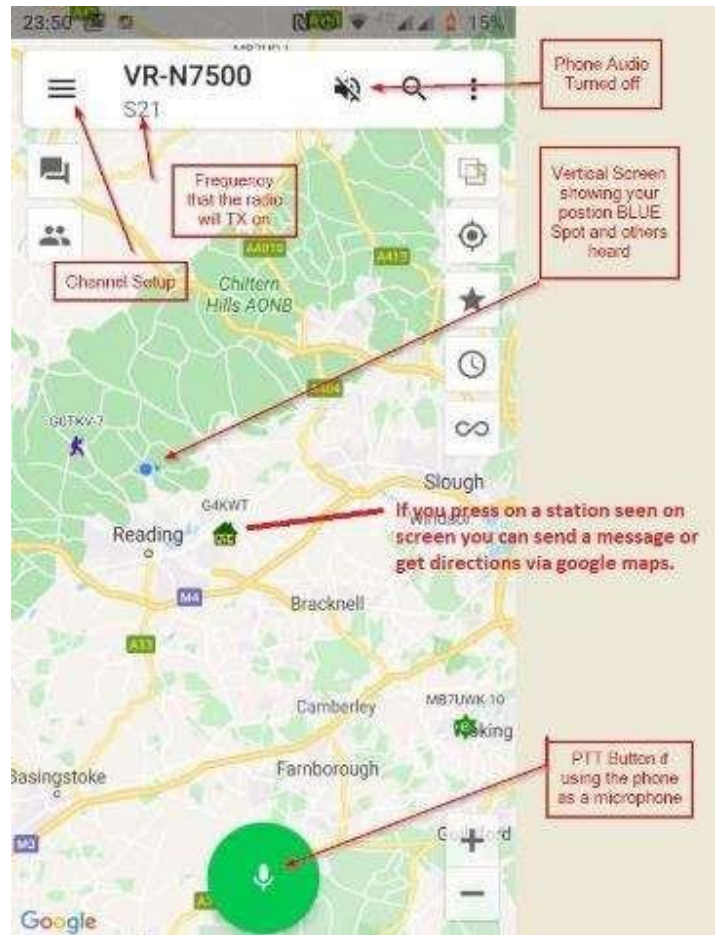 23:50
15%
VR-N7500
S21
Phone Audio
Turned off
Frequency
that the radio
will TX on
Channel Setup
Vertical Screen
showing your
postion BLUE
Spot and others
heard
A4010
A413
Chiltern
Hills AONB
A404
G0TKV-7
Slough
G4KWT
Reading
If you press on a station seen on
screen you can send a message or
get directions via google maps.
M4
Bracknell
A33
Camberley
MB7UWK-10
Basingstoke
Farnborough
PTT Button if
using the phone
as a microphone
M3
Google